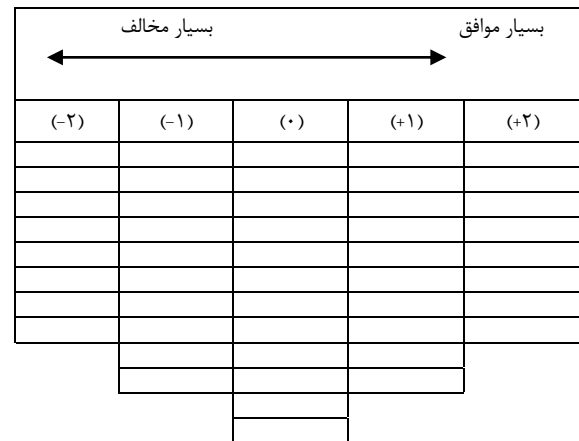 بسیار موافق بسیار مخالف
(-۲) (-۱) (۰) (+۱) (+۲)